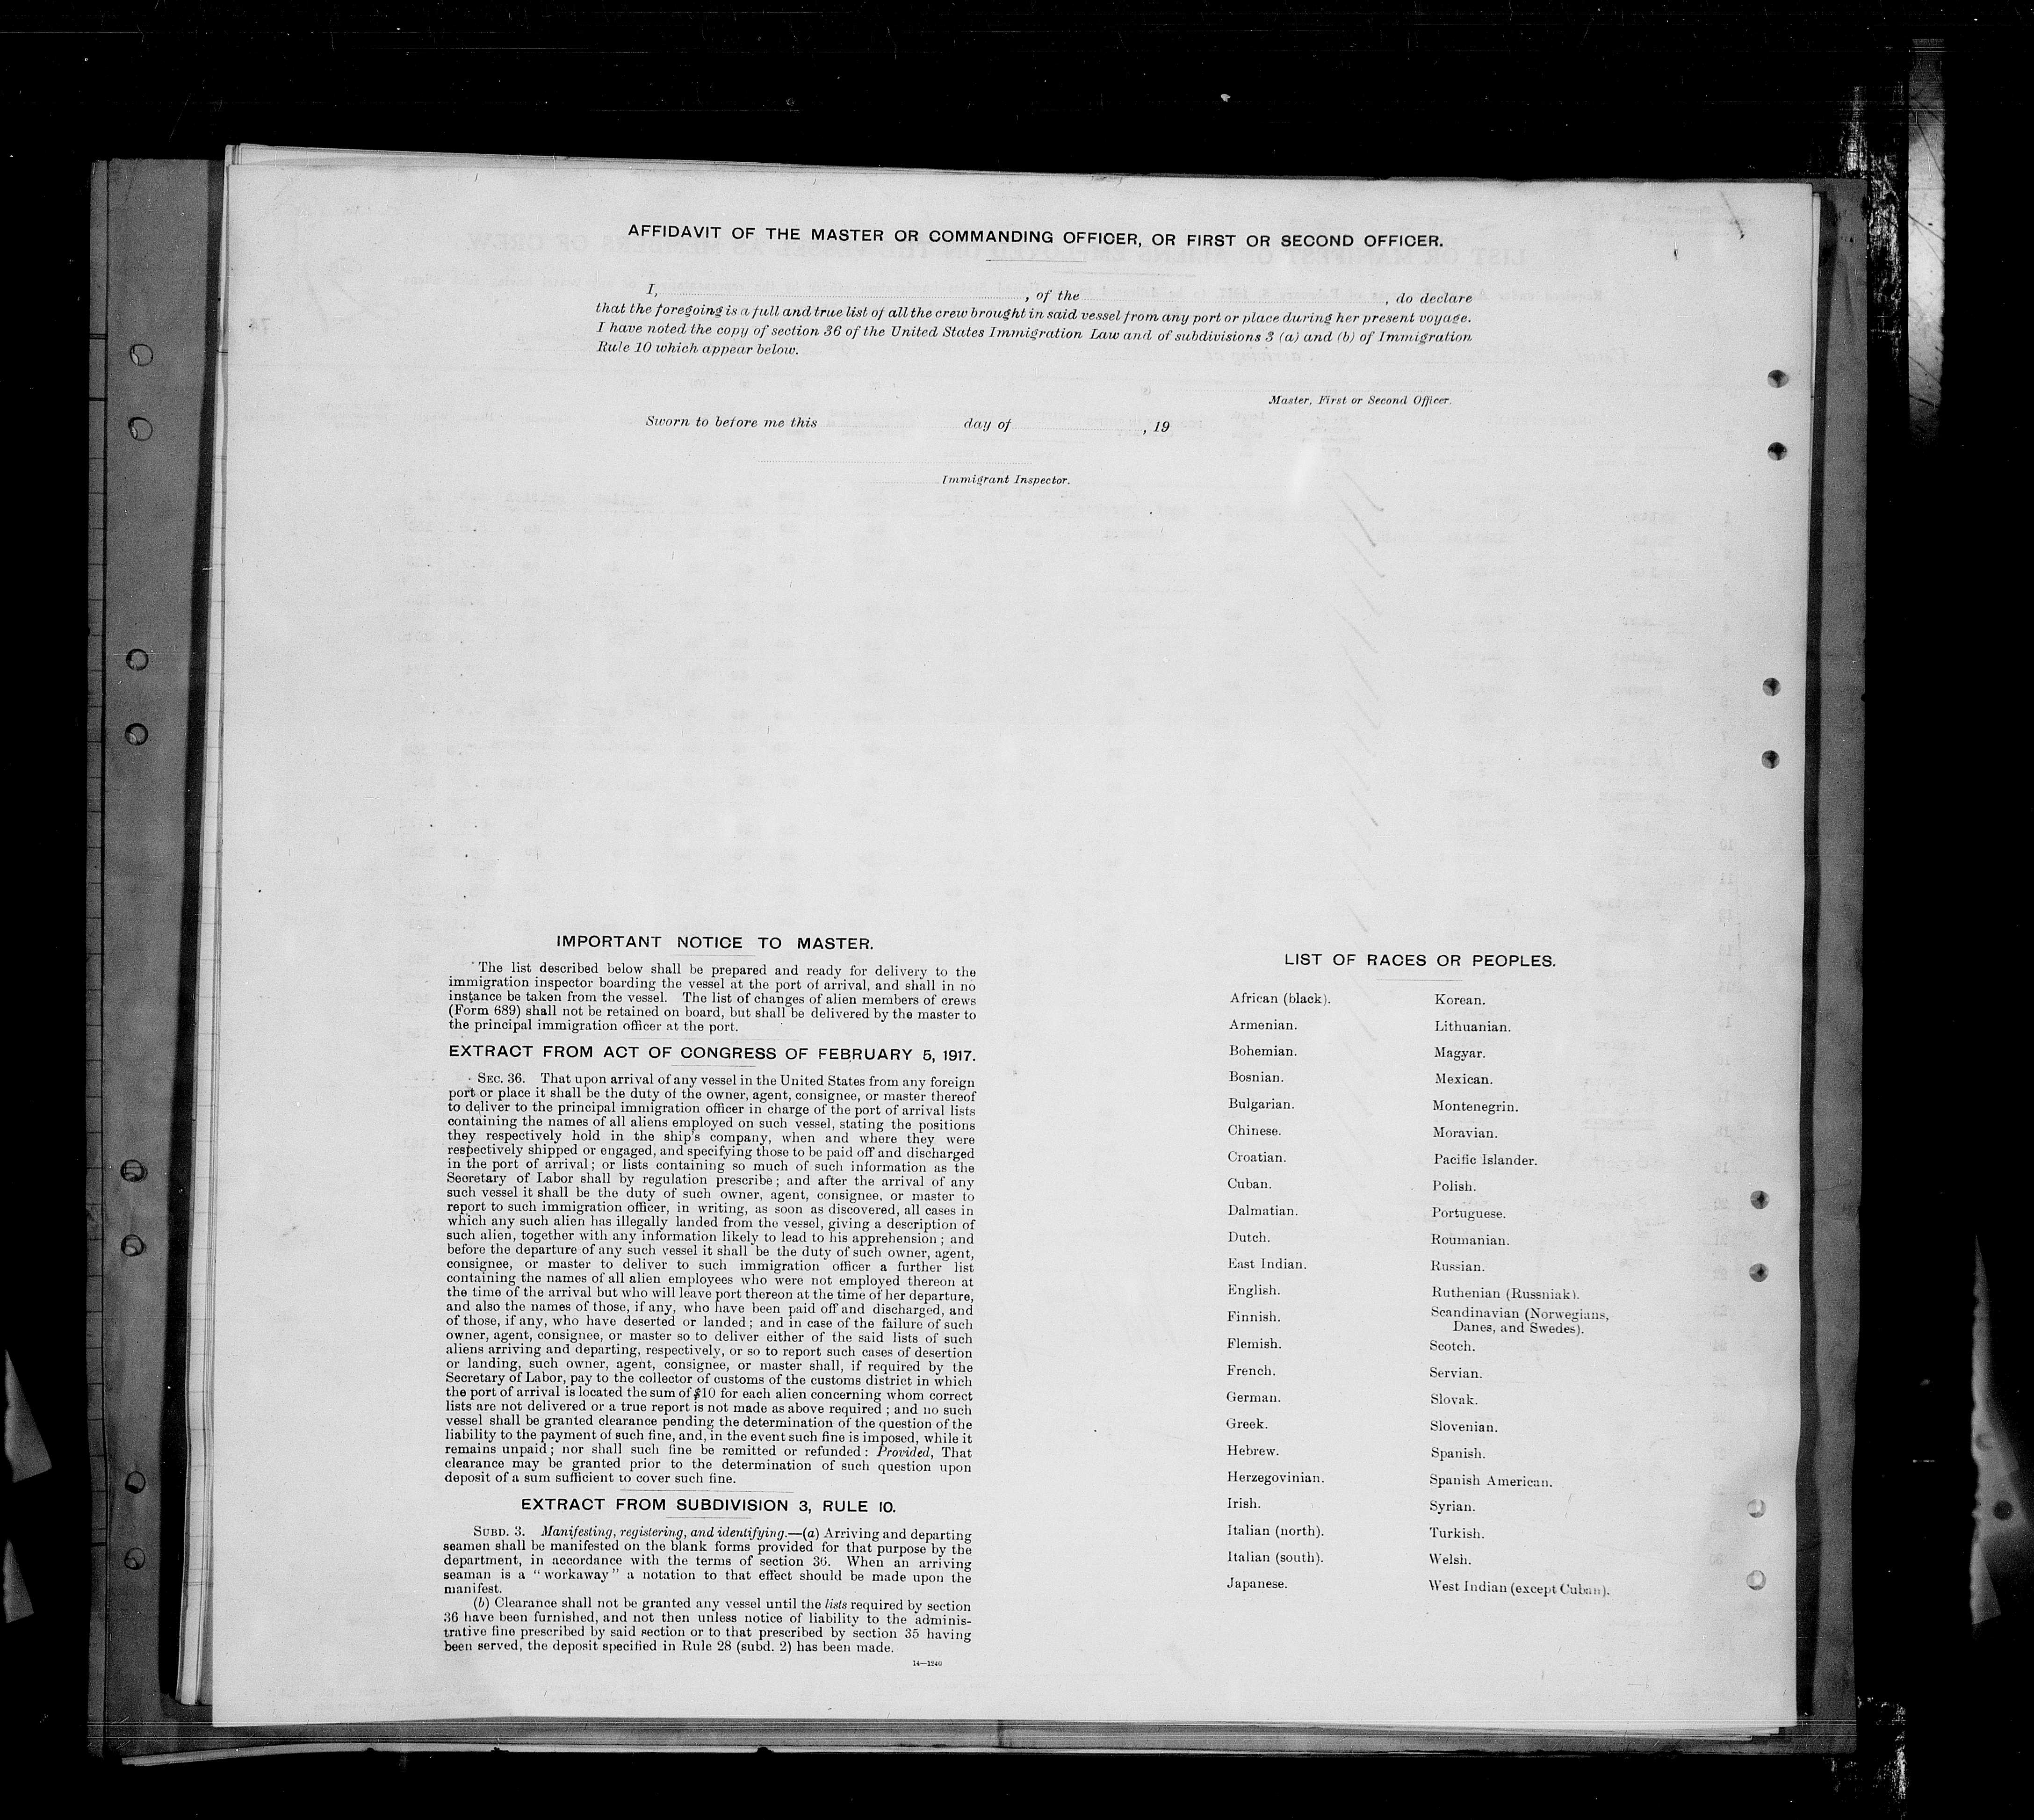 AFFIDAVIT OF THE MASTER OR COMMANDING OFFICER, OR FIRST OR SECOND OFFICER.
I, , of the , do declare
that the foregoing is a full and true list of all the crew brought in said vessel from any port or place during her present voyage.
I have noted the copy of section 36 of the United States Immigration Law and of subdivisions 3 (a) and (b) of Immigration
Rule 10 which appear below.
Master, First or Second Officer.
Sworn to before me this day of , 19
Immigrant Inspector.
IMPORTANT NOTICE TO MASTER.
The list described below shall be prepared and ready for delivery to the
immigration inspector boarding the vessel at the port of arrival, and shall in no
instance be taken from the vessel. The list of changes of alien members of crews
(Form 689) shall not be retained on board, but shall be delivered by the master to
the principal immigration officer at the port.
EXTRACT FROM ACT OF CONGRESS OF FEBRUARY 5, 1917.
SEC. 36. That upon arrival of any vessel in the United States from any foreign
port or place it shall be the duty of the owner, agent, consignee, or master thereof
to deliver to the principal immigration officer in charge of the port of arrival lists
containing the names of all aliens employed on such vessel, stating the positions
they respectively hold in the ship's company, when and where they were
respectively shipped or engaged, and specifying those to be paid off and discharged
in the port of arrival; or lists containing so much of such information as the
Secretary of Labor shall by regulation prescribe; and after the arrival of any
such vessel it shall be the duty of such owner, agent, consignee, or master to
report to such immigration officer, in writing, as soon as discovered, all cases in
which any such alien has illegally landed from the vessel, giving a description of
such alien, together with any information likely to lead to his apprehension; and
before the departure of any such vessel it shall be the duty of such owner, agent,
consignee, or master to deliver to such immigration officer a further list
containing the names of all alien employees who were not employed thereon at
the time of the arrival but who will leave port thereon at the time of her departure,
and also the names of those, if any, who have been paid off and discharged, and
of those, if any, who have deserted or landed; and in case of the failure of such
owner, agent, consignee, or master so to deliver either of the said lists of such
aliens arriving and departing, respectively, or so to report such cases of desertion
or landing, such owner, agent, consignee, or master shall, if required by the
Secretary of Labor, pay to the collector of customs of the customs district in which
the port of arrival is located the sum of $10 for each alien concerning whom correct
lists are not delivered or a true report is not made as above required; and no such
vessel shall be granted clearance pending the determination of the question of the
liability to the payment of such fine, and, in the event such fine is imposed, while it
remains unpaid; nor shall such fine be remitted or refunded: Provided, That
clearance may be granted prior to the determination of such question upon
deposit of a sum sufficient to cover such fine.
EXTRACT FROM SUBDIVISION 3, RULE 10.
SUBD. 3. Manifesting, registering, and identifying.—(a) Arriving and departing
seamen shall be manifested on the blank forms provided for that purpose by the
department, in accordance with the terms of section 36. When an arriving
seaman is a "workaway" a notation to that effect should be made upon the
manifest.
(b) Clearance shall not be granted any vessel until the lists required by section
36 have been furnished, and not then unless notice of liability to the adminis-
trative fine prescribed by said section or to that prescribed by section 35 having
been served, the deposit specified in Rule 28 (subd. 2) has been made.
14—1240
LIST OF RACES OR PEOPLES.
African (black).
Armenian.
Bohemian.
Bosnian.
Bulgarian.
Chinese.
Croatian.
Cuban.
Dalmatian.
Dutch.
East Indian.
English.
Finnish.
Flemish.
French.
German.
Greek.
Hebrew.
Herzegovinian.
Irish.
Italian (north).
Italian (south).
Japanese.
Korean.
Lithuanian.
Magyar.
Mexican.
Montenegrin.
Moravian.
Pacific Islander.
Polish.
Portuguese.
Roumanian.
Russian.
Ruthenian (Russniak).
Scandinavian (Norwegians,
Danes, and Swedes).
Scotch.
Servian.
Slovak.
Slovenian.
Spanish.
Spanish American.
Syrian.
Turkish.
Welsh.
West Indian (except Cuban).